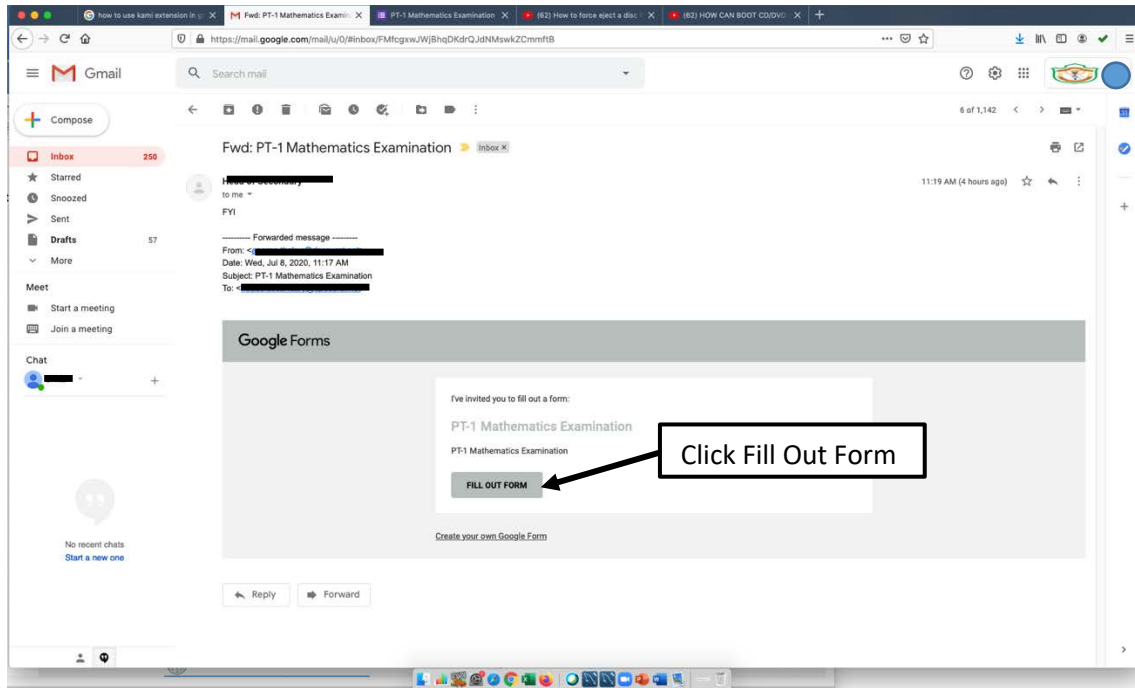 how to use kami extension in g
Fwd: PT-1 Mathematics Examin
PT-1 Mathematics Examination
(62) How to force eject a disc
(62) HOW CAN BOOT CD/DVD
https://mail.google.com/mail/u/0/#inbox/FMfcgxwJWjBhqDKdrQJdNMswkZCmmftB
Gmail
Search mail
Compose
6 of 1,142
Inbox 250
Starred
Snoozed
Sent
Drafts 57
More
Meet
Start a meeting
Join a meeting
Chat
No recent chats
Start a new one
Fwd: PT-1 Mathematics Examination Inbox x
11:19 AM (4 hours ago)
to me
FYI
---------- Forwarded message ---------
From: <
Date: Wed, Jul 8, 2020, 11:17 AM
Subject: PT-1 Mathematics Examination
To: <
Google Forms
I've invited you to fill out a form:
PT-1 Mathematics Examination
PT-1 Mathematics Examination
FILL OUT FORM
Click Fill Out Form
Create your own Google Form
Reply
Forward